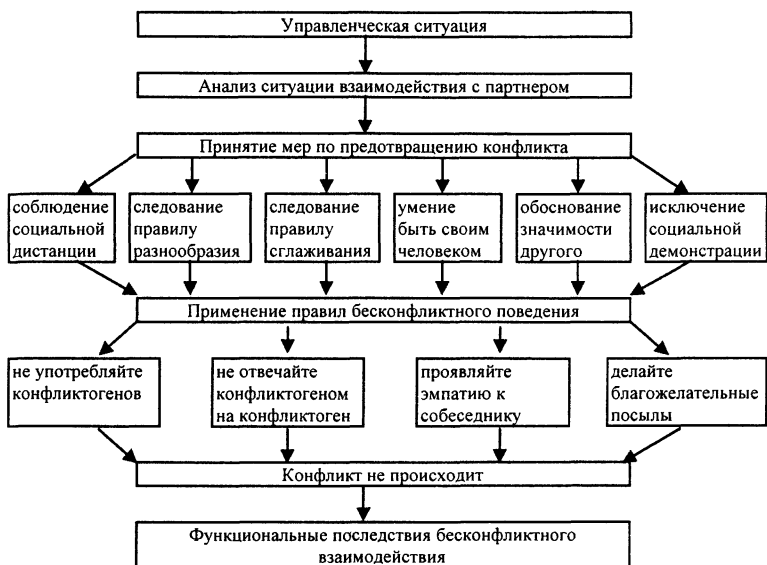 Управленческая ситуация
Анализ ситуации взаимодействия с партнером
Принятие мер по предотвращению конфликта
соблюдение
социальной
дистанции
следование
правилу
разнообразия
следование
правилу
сглаживания
умение
быть своим
человеком
обоснование
значимости
другого
исключение
социальной
демонстрации
Применение правил бесконфликтного поведения
не употребляйте
конфликтогенов
не отвечайте
конфликтогеном
на конфликтоген
проявляйте
эмпатию к
собеседнику
делайте
благожелательные
посылы
Конфликт не происходит
Функциональные последствия бесконфликтного
взаимодействия